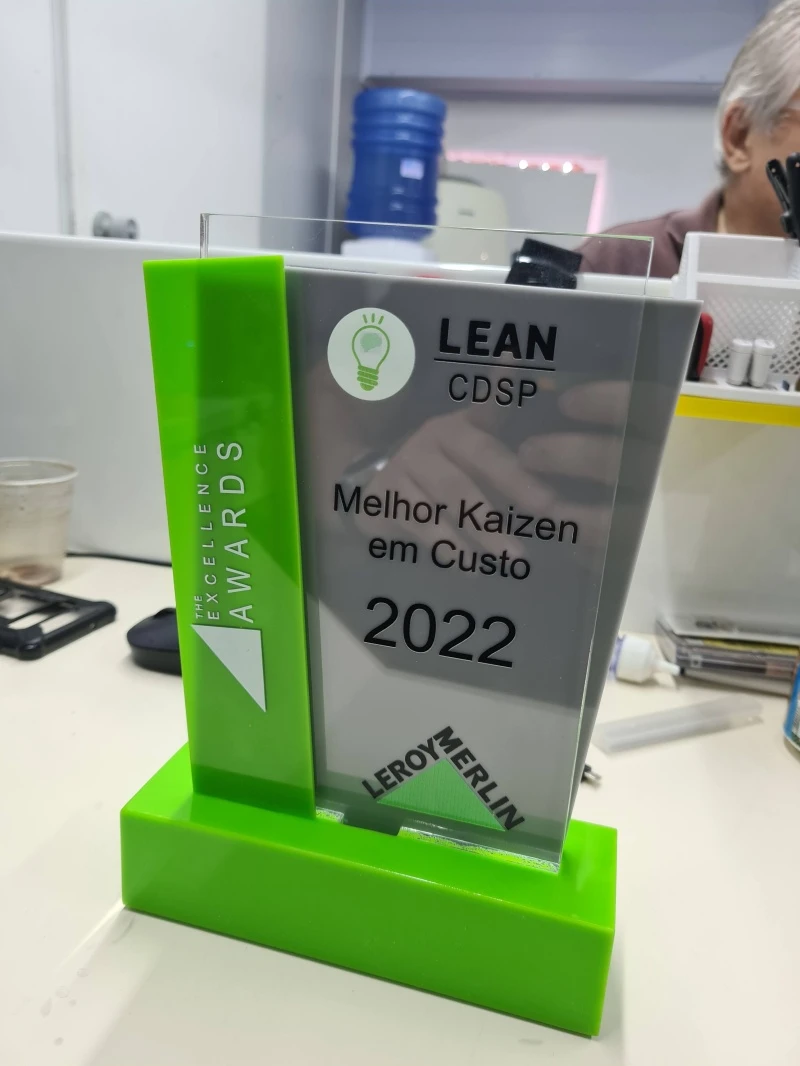 THE
EXCELLENCE
AWARDS
LEAN
CDSP
Melhor Kaizen
em Custo
2022
LEROY MERLIN